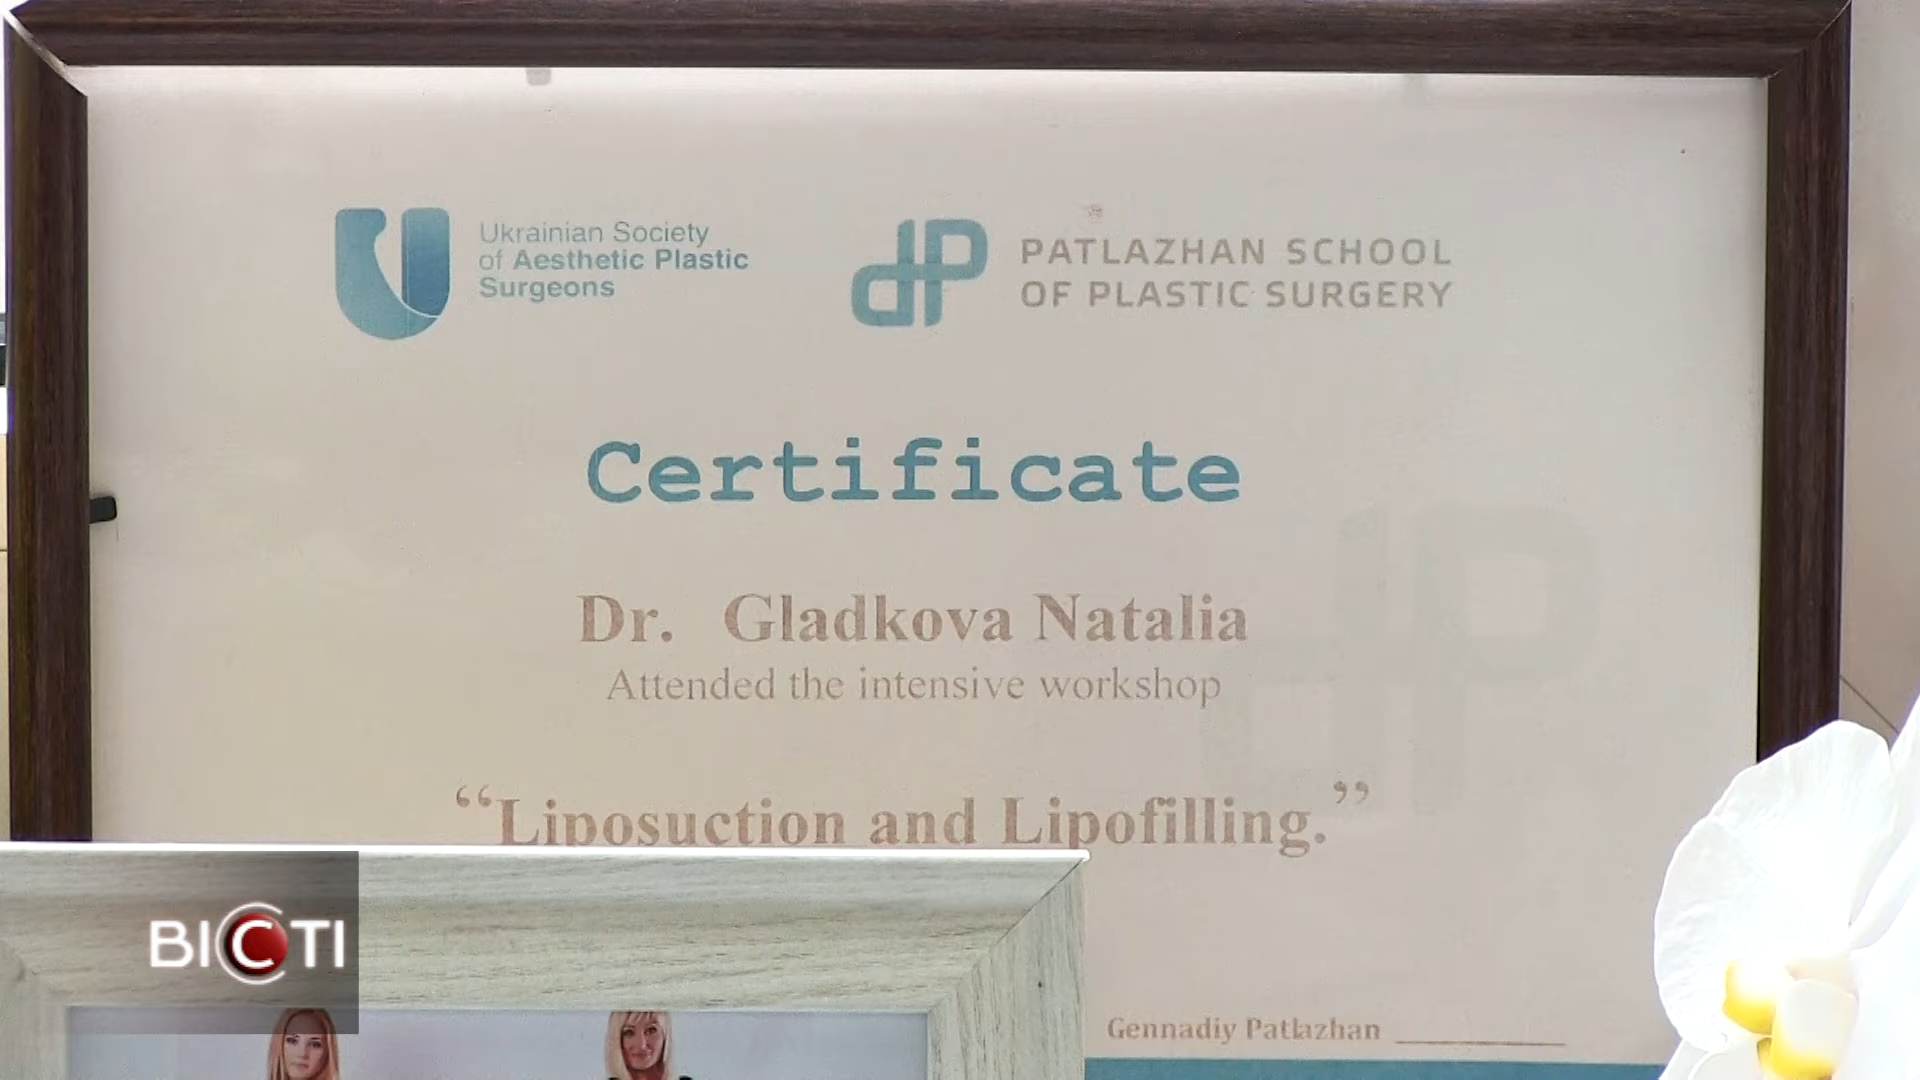 Ukrainian Society
of Aesthetic Plastic
Surgeons
PATLAZHAN SCHOOL
OF PLASTIC SURGERY
Certificate
Dr. Gladkova Natalia
Attended the intensive workshop
“Liposuction and Lipofilling.”
Gennadiy Patlazhan
ВІСТІ